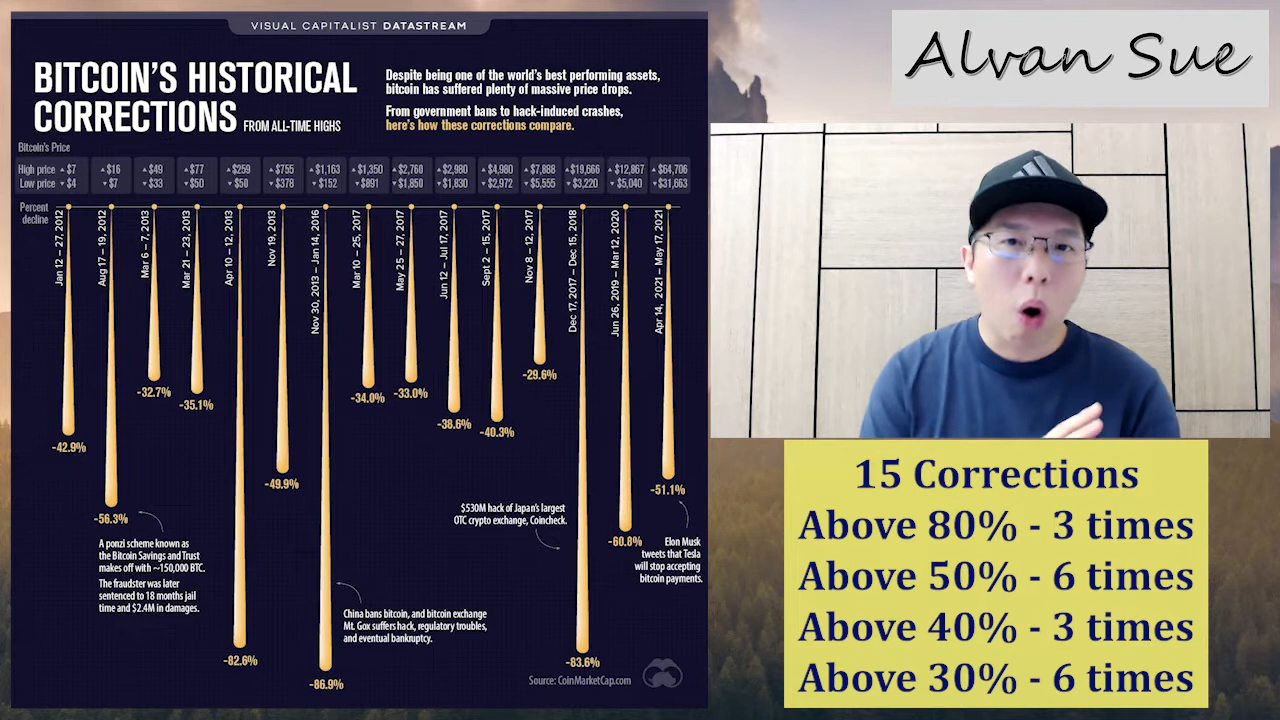 VISUAL CAPITALIST DATASTREAM
BITCOIN'S HISTORICAL
CORRECTIONS FROM ALL-TIME HIGHS
Despite being one of the world's best performing assets,
bitcoin has suffered plenty of massive price drops.
From government bans to hack-induced crashes,
here's how these corrections compare.
Bitcoin's Price
High price ▲$7 ▲$16 ▲$49 ▲$77 ▲$259 ▲$755 ▲$1,163 ▲$1,350 ▲$2,760 ▲$2,980 ▲$4,980 ▲$7,888 ▲$19,666 ▲$12,867 ▲$64,706
Low price ▼$4 ▼$7 ▼$33 ▼$50 ▼$50 ▼$378 ▼$152 ▼$891 ▼$1,850 ▼$1,830 ▼$2,972 ▼$5,555 ▼$3,220 ▼$5,040 ▼$31,663
Percent
decline
Jan 12 – 27, 2012
Aug 17 – 19, 2012
Mar 6 – 7, 2013
Mar 21 – 23, 2013
Apr 10 – 12, 2013
Nov 19, 2013
Nov 30, 2013 – Jan 14, 2016
Mar 10 – 25, 2017
May 25 – 27, 2017
Jun 12 – Jul 17, 2017
Sept 2 – 15, 2017
Nov 8 – 12, 2017
Dec 17, 2017 – Dec 15, 2018
Jun 26, 2019 – Mar 12, 2020
Apr 14, 2021 – May 17, 2021
-42.9%
-56.3%
-32.7%
-35.1%
-82.6%
-49.9%
-86.9%
-34.0%
-33.0%
-38.6%
-40.3%
-29.6%
-83.6%
-60.8%
-51.1%
A ponzi scheme known as
the Bitcoin Savings and Trust
makes off with ~150,000 BTC.
The fraudster was later
sentenced to 18 months jail
time and $2.4M in damages.
China bans bitcoin, and bitcoin exchange
Mt. Gox suffers hack, regulatory troubles,
and eventual bankruptcy.
$530M hack of Japan's largest
OTC crypto exchange, Coincheck.
Elon Musk
tweets that Tesla
will stop accepting
bitcoin payments.
Source: CoinMarketCap.com
Alvan Sue
15 Corrections
Above 80% - 3 times
Above 50% - 6 times
Above 40% - 3 times
Above 30% - 6 times